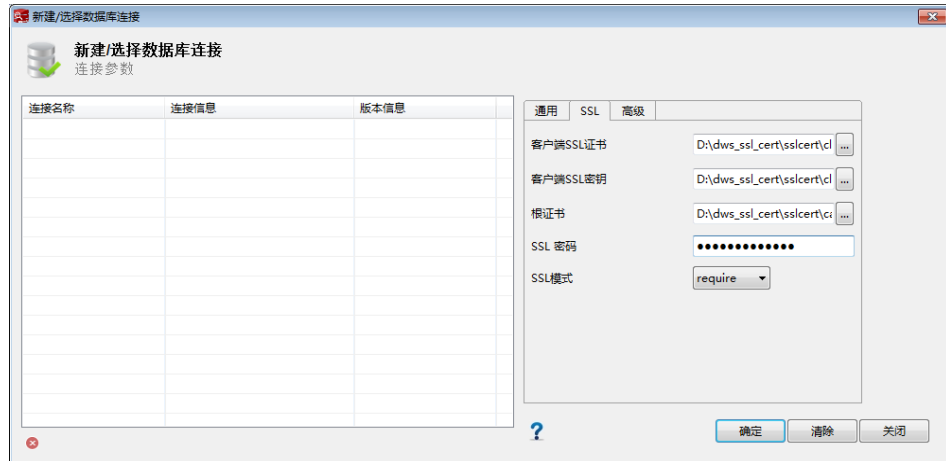 新建/选择数据库连接
新建/选择数据库连接
连接参数
连接名称 连接信息 版本信息
通用 SSL 高级
客户端SSL证书 D:\dws_ssl_cert\sslcert\cl ...
客户端SSL密钥 D:\dws_ssl_cert\sslcert\cl ...
根证书 D:\dws_ssl_cert\sslcert\ca ...
SSL 密码 •••••••••••••
SSL模式 require
? 确定 清除 关闭